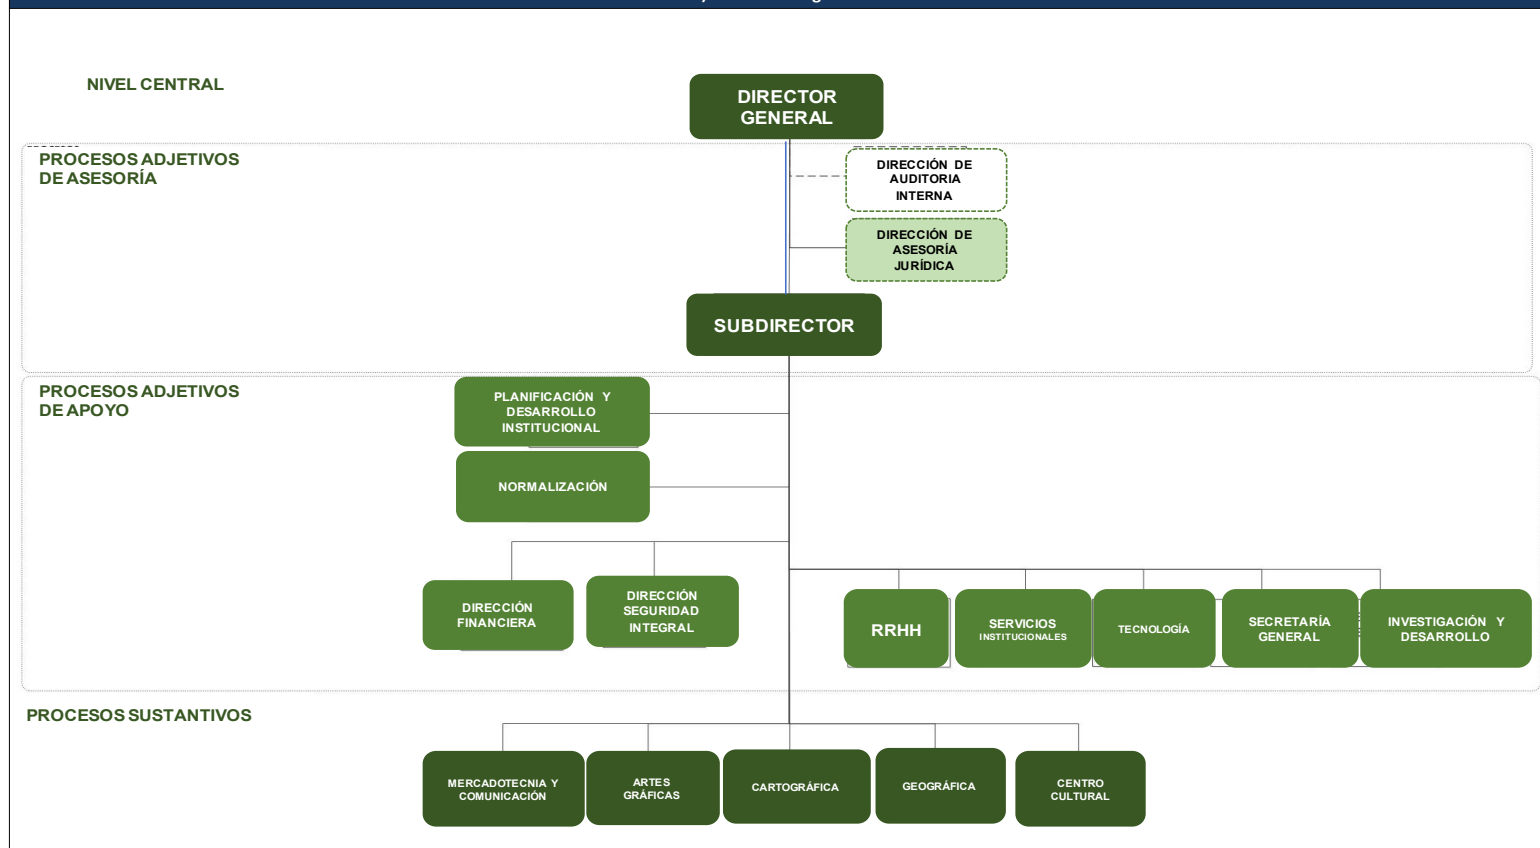 NIVEL CENTRAL
DIRECTOR
GENERAL
PROCESOS ADJETIVOS
DE ASESORÍA
DIRECCIÓN DE
AUDITORIA
INTERNA
DIRECCIÓN DE
ASESORÍA
JURÍDICA
SUBDIRECTOR
PROCESOS ADJETIVOS
DE APOYO
PLANIFICACIÓN Y
DESARROLLO
INSTITUCIONAL
NORMALIZACIÓN
DIRECCIÓN
FINANCIERA
DIRECCIÓN
SEGURIDAD
INTEGRAL
RRHH
SERVICIOS
INSTITUCIONALES
TECNOLOGÍA
SECRETARÍA
GENERAL
INVESTIGACIÓN Y
DESARROLLO
PROCESOS SUSTANTIVOS
MERCADOTECNIA Y
COMUNICACIÓN
ARTES
GRÁFICAS
CARTOGRÁFICA
GEOGRÁFICA
CENTRO
CULTURAL